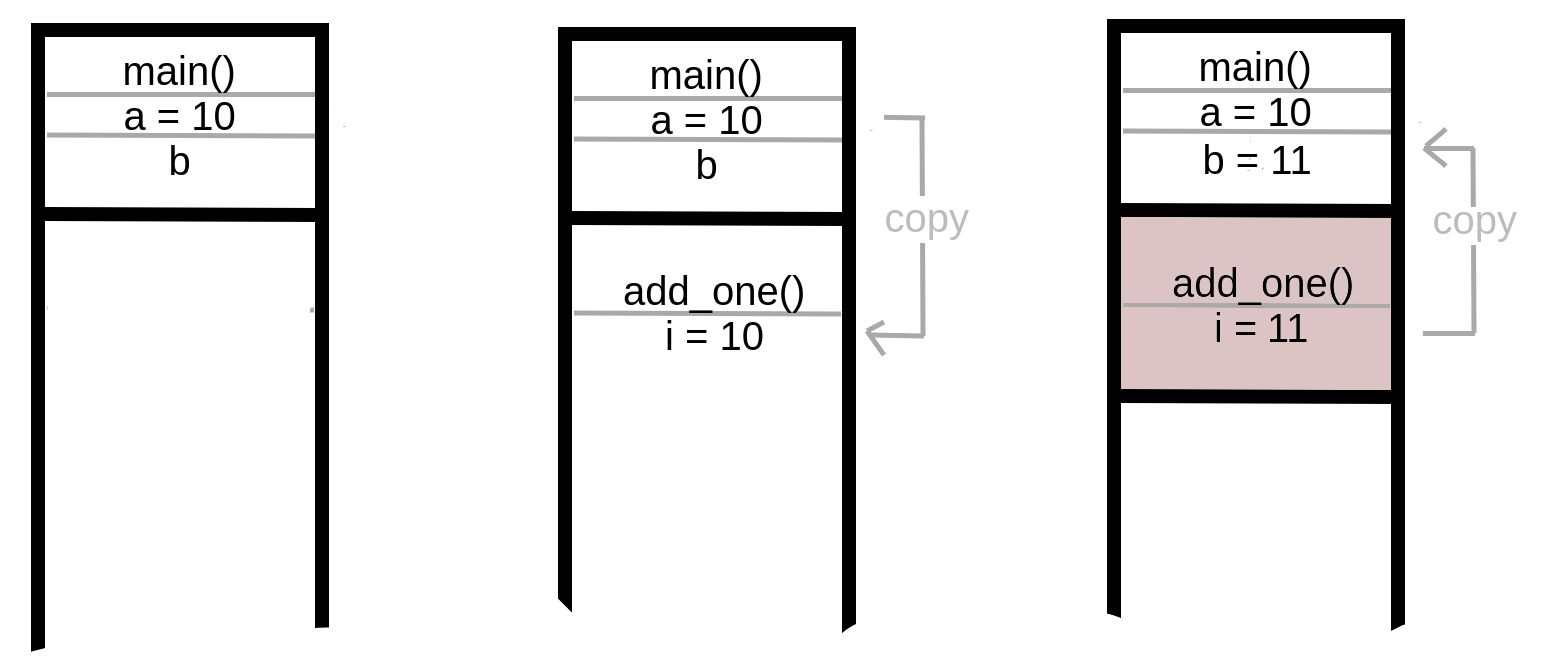 main()
a = 10
b
main()
a = 10
b
add_one()
i = 10
copy
main()
a = 10
b = 11
add_one()
i = 11
copy